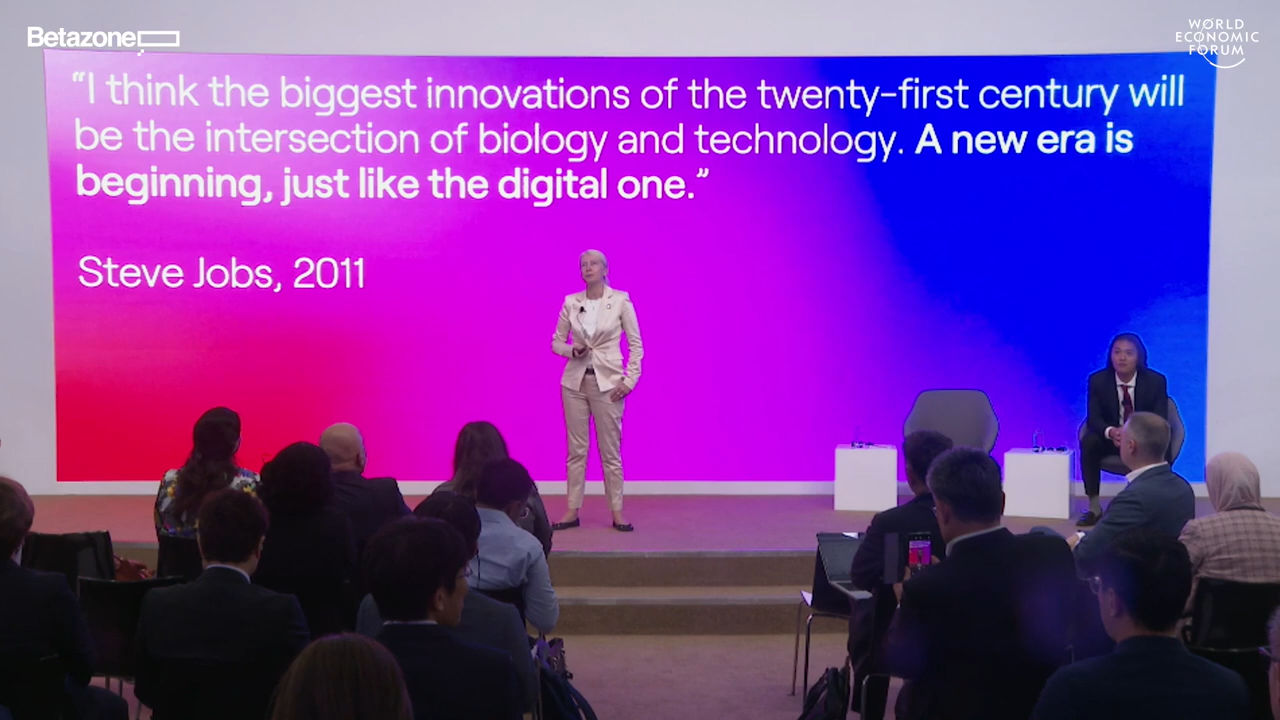 Betazone
WORLD
ECONOMIC
FORUM
“I think the biggest innovations of the twenty-first century will
be the intersection of biology and technology. A new era is
beginning, just like the digital one.”
Steve Jobs, 2011